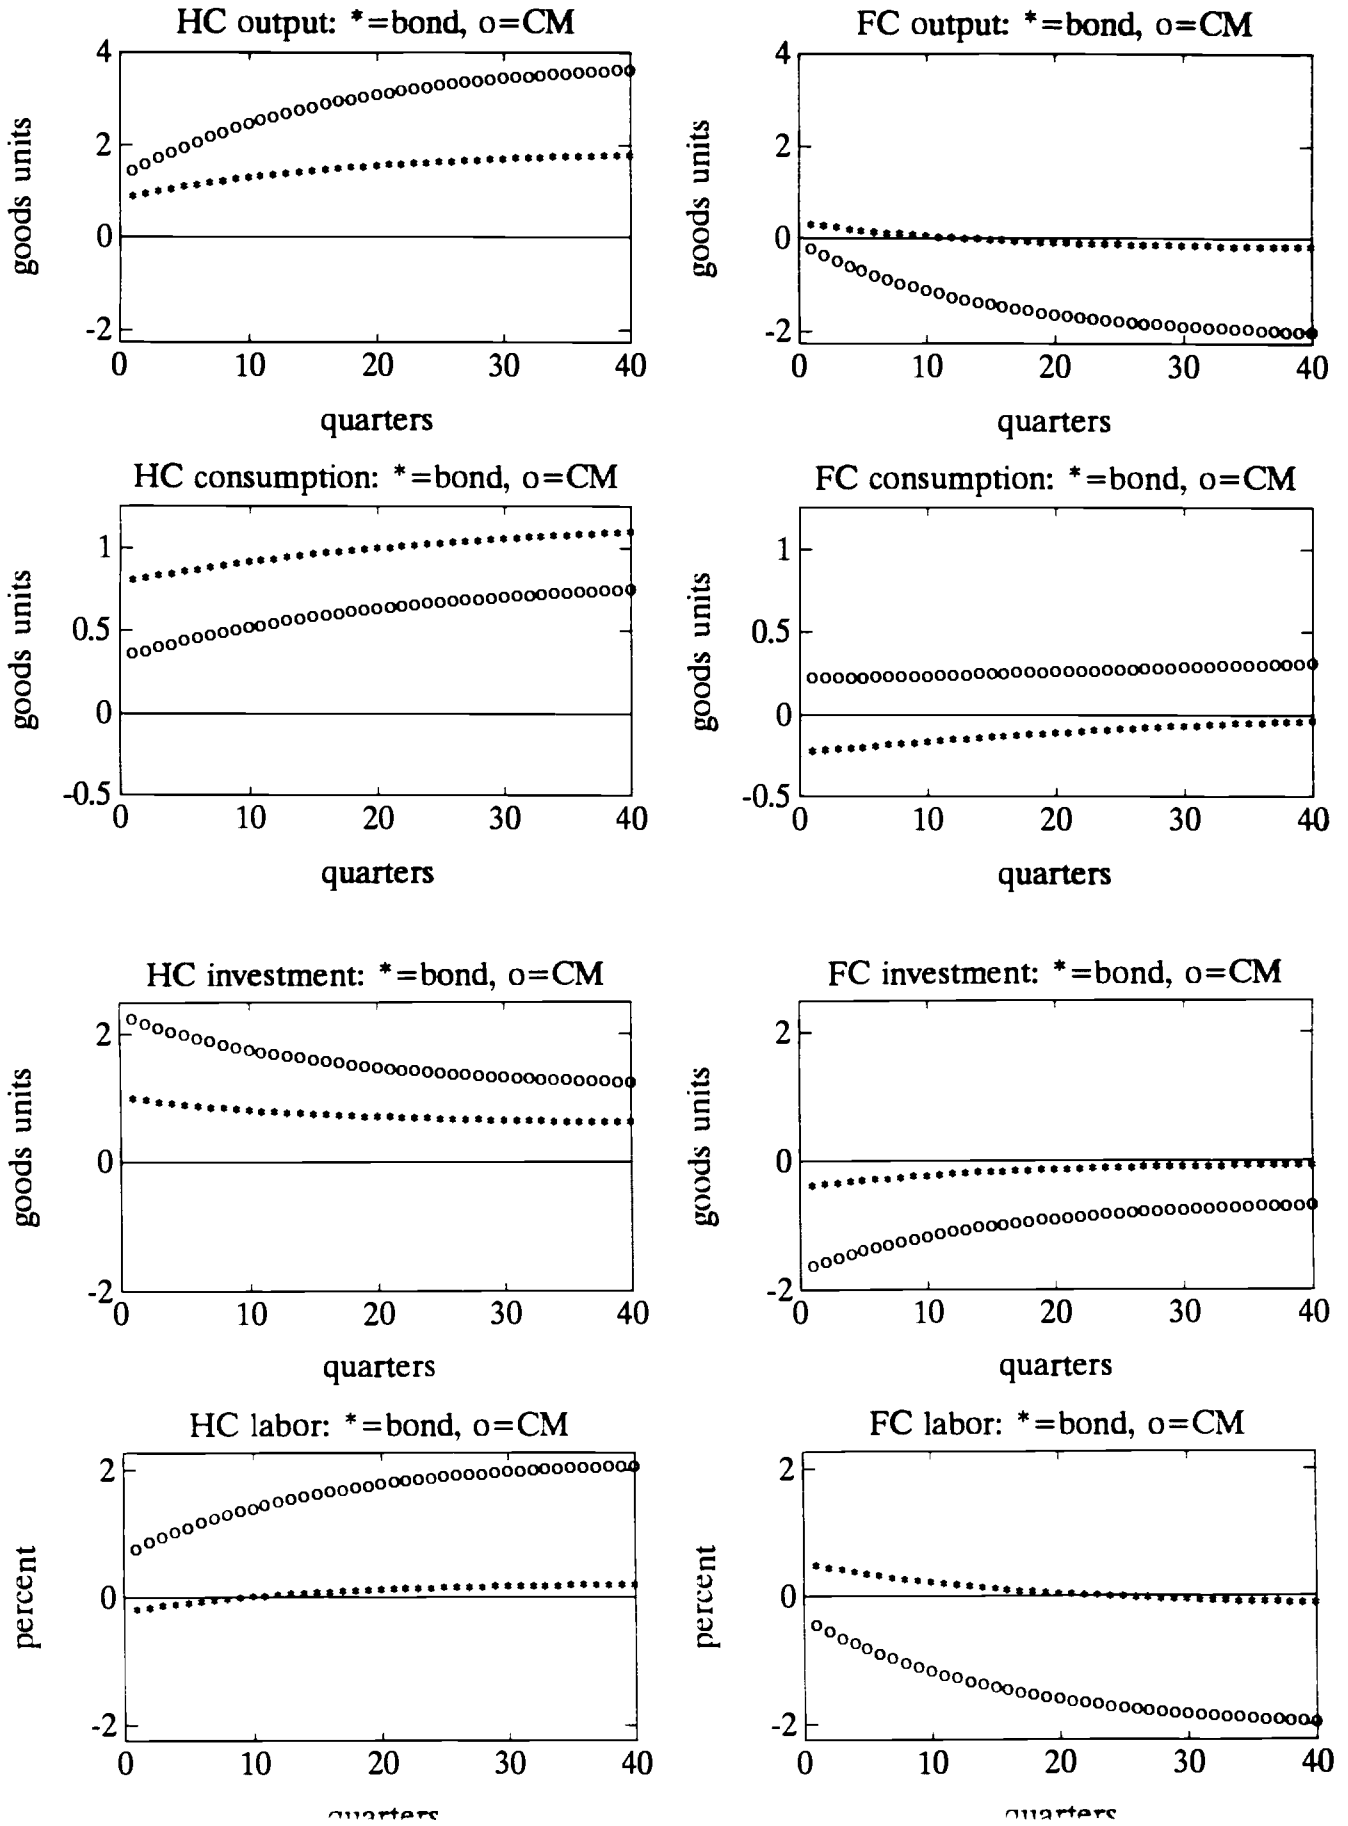 HC output: *=bond, o=CM
FC output: *=bond, o=CM
goods units
4
2
0
-2
0 10 20 30 40
quarters
goods units
4
2
0
-2
0 10 20 30 40
quarters
HC consumption: *=bond, o=CM
FC consumption: *=bond, o=CM
goods units
1
0.5
0
-0.5
0 10 20 30 40
quarters
goods units
1
0.5
0
-0.5
0 10 20 30 40
quarters
HC investment: *=bond, o=CM
FC investment: *=bond, o=CM
goods units
2
0
-2
0 10 20 30 40
quarters
goods units
2
0
-2
0 10 20 30 40
quarters
HC labor: *=bond, o=CM
FC labor: *=bond, o=CM
percent
2
0
-2
0 10 20 30 40
quarters
percent
2
0
-2
0 10 20 30 40
quarters